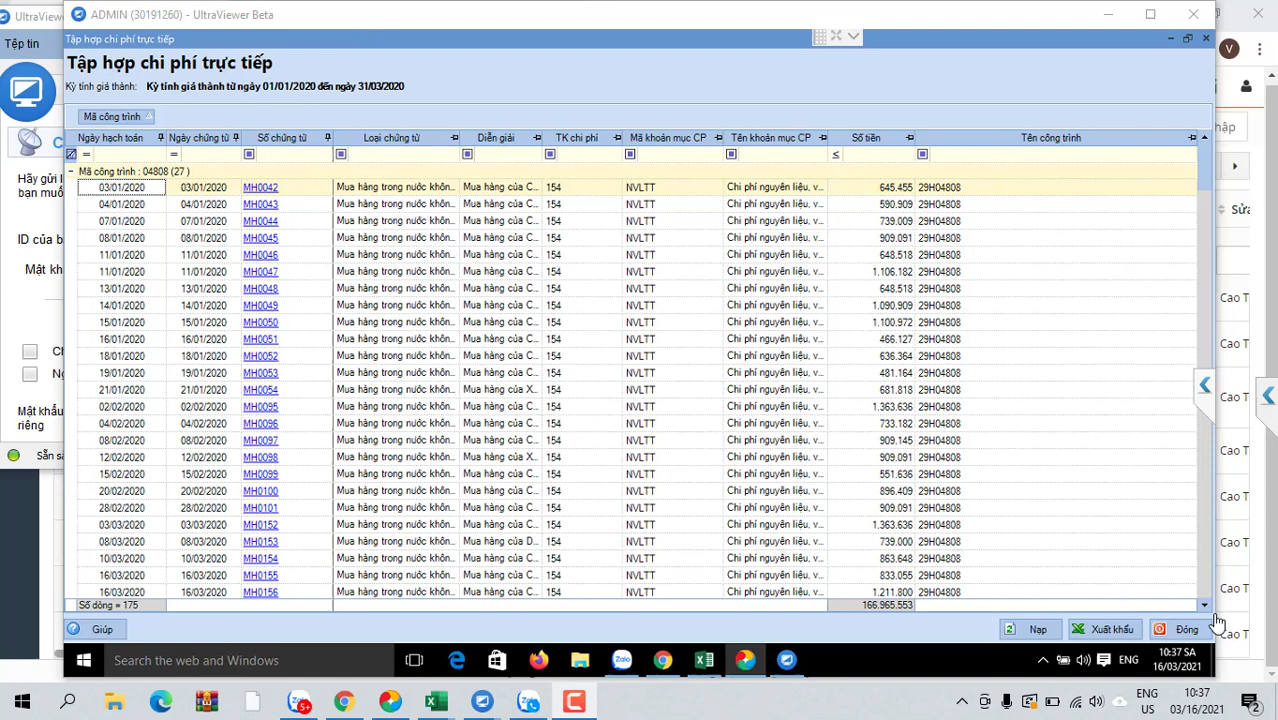 UltraViewer
ADMIN (30191260) - UltraViewer Beta
Tệp tin
Tập hợp chi phí trực tiếp
Tập hợp chi phí trực tiếp
Kỳ tính giá thành: Kỳ tính giá thành từ ngày 01/01/2020 đến ngày 31/03/2020
Mã công trình
Ngày hạch toán Ngày chứng từ Số chứng từ Loại chứng từ Diễn giải TK chi phí Mã khoản mục CP Tên khoản mục CP Số tiền Tên công trình
= = ≤
- Mã công trình : 04808 (27 )
03/01/2020 03/01/2020 MH0042 Mua hàng trong nước khôn... Mua hàng của C... 154 NVLTT Chi phí nguyên liệu, v... 645.455 29H04808
04/01/2020 04/01/2020 MH0043 Mua hàng trong nước khôn... Mua hàng của C... 154 NVLTT Chi phí nguyên liệu, v... 590.909 29H04808
07/01/2020 07/01/2020 MH0044 Mua hàng trong nước khôn... Mua hàng của C... 154 NVLTT Chi phí nguyên liệu, v... 739.009 29H04808
08/01/2020 08/01/2020 MH0045 Mua hàng trong nước khôn... Mua hàng của C... 154 NVLTT Chi phí nguyên liệu, v... 909.091 29H04808
11/01/2020 11/01/2020 MH0046 Mua hàng trong nước khôn... Mua hàng của C... 154 NVLTT Chi phí nguyên liệu, v... 648.518 29H04808
11/01/2020 11/01/2020 MH0047 Mua hàng trong nước khôn... Mua hàng của C... 154 NVLTT Chi phí nguyên liệu, v... 1.106.182 29H04808
13/01/2020 13/01/2020 MH0048 Mua hàng trong nước khôn... Mua hàng của C... 154 NVLTT Chi phí nguyên liệu, v... 648.518 29H04808
14/01/2020 14/01/2020 MH0049 Mua hàng trong nước khôn... Mua hàng của C... 154 NVLTT Chi phí nguyên liệu, v... 1.090.909 29H04808
15/01/2020 15/01/2020 MH0050 Mua hàng trong nước khôn... Mua hàng của C... 154 NVLTT Chi phí nguyên liệu, v... 1.100.972 29H04808
16/01/2020 16/01/2020 MH0051 Mua hàng trong nước khôn... Mua hàng của C... 154 NVLTT Chi phí nguyên liệu, v... 466.127 29H04808
18/01/2020 18/01/2020 MH0052 Mua hàng trong nước khôn... Mua hàng của C... 154 NVLTT Chi phí nguyên liệu, v... 636.364 29H04808
19/01/2020 19/01/2020 MH0053 Mua hàng trong nước khôn... Mua hàng của C... 154 NVLTT Chi phí nguyên liệu, v... 481.164 29H04808
21/01/2020 21/01/2020 MH0054 Mua hàng trong nước khôn... Mua hàng của X... 154 NVLTT Chi phí nguyên liệu, v... 681.818 29H04808
02/02/2020 02/02/2020 MH0095 Mua hàng trong nước khôn... Mua hàng của C... 154 NVLTT Chi phí nguyên liệu, v... 1.363.636 29H04808
04/02/2020 04/02/2020 MH0096 Mua hàng trong nước khôn... Mua hàng của C... 154 NVLTT Chi phí nguyên liệu, v... 733.182 29H04808
08/02/2020 08/02/2020 MH0097 Mua hàng trong nước khôn... Mua hàng của C... 154 NVLTT Chi phí nguyên liệu, v... 909.145 29H04808
12/02/2020 12/02/2020 MH0098 Mua hàng trong nước khôn... Mua hàng của X... 154 NVLTT Chi phí nguyên liệu, v... 909.091 29H04808
15/02/2020 15/02/2020 MH0099 Mua hàng trong nước khôn... Mua hàng của C... 154 NVLTT Chi phí nguyên liệu, v... 551.636 29H04808
20/02/2020 20/02/2020 MH0100 Mua hàng trong nước khôn... Mua hàng của C... 154 NVLTT Chi phí nguyên liệu, v... 896.409 29H04808
28/02/2020 28/02/2020 MH0101 Mua hàng trong nước khôn... Mua hàng của C... 154 NVLTT Chi phí nguyên liệu, v... 909.091 29H04808
03/03/2020 03/03/2020 MH0152 Mua hàng trong nước khôn... Mua hàng của C... 154 NVLTT Chi phí nguyên liệu, v... 1.363.636 29H04808
08/03/2020 08/03/2020 MH0153 Mua hàng trong nước khôn... Mua hàng của D... 154 NVLTT Chi phí nguyên liệu, v... 739.000 29H04808
10/03/2020 10/03/2020 MH0154 Mua hàng trong nước khôn... Mua hàng của C... 154 NVLTT Chi phí nguyên liệu, v... 863.648 29H04808
16/03/2020 16/03/2020 MH0155 Mua hàng trong nước khôn... Mua hàng của C... 154 NVLTT Chi phí nguyên liệu, v... 833.055 29H04808
16/03/2020 16/03/2020 MH0156 Mua hàng trong nước khôn... Mua hàng của C... 154 NVLTT Chi phí nguyên liệu, v... 1.211.800 29H04808
Số dòng = 175 166.965.553
Giúp Nạp Xuất khẩu Đóng
Hãy gửi
bạn muố
ID của b
Mật kh
Mật khẩu
riêng
Sẵn sà
V
Sửa
Cao T
Cao T
Cao T
Cao T
Cao T
Cao T
Search the web and Windows
ENG
10:37 SA
16/03/2021
5+
ENG
US
10:37
03/16/2021
2